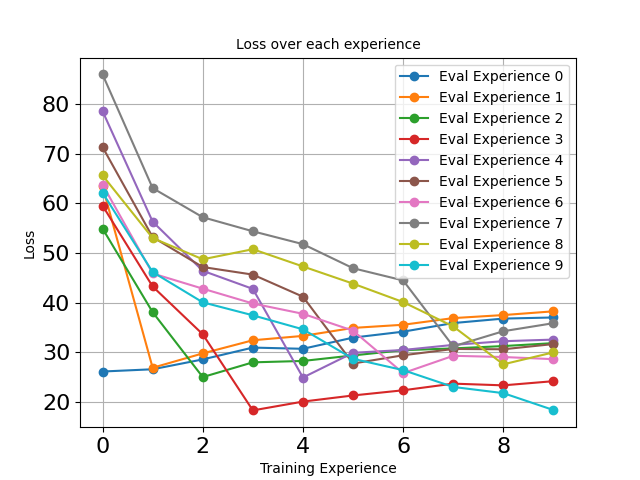 Loss over each experience
Loss
80
70
60
50
40
30
20
0
2
4
6
8
Training Experience
Eval Experience 0
Eval Experience 1
Eval Experience 2
Eval Experience 3
Eval Experience 4
Eval Experience 5
Eval Experience 6
Eval Experience 7
Eval Experience 8
Eval Experience 9